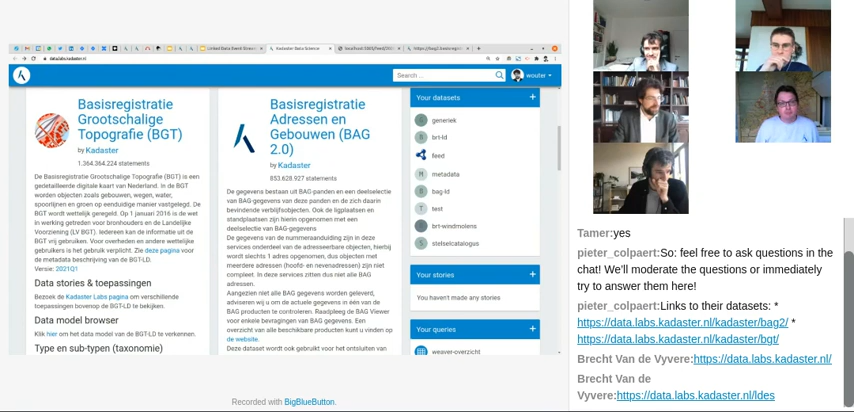 Linked Data Event Stream
Kadaster Data Science
data.labs.kadaster.nl
Search ...
wouter
Basisregistratie
Grootschalige
Topografie (BGT)
by Kadaster
1.364.364.224 statements
De Basisregistratie Grootschalige Topografie (BGT) is een
gedetailleerde digitale kaart van Nederland. In de BGT
worden objecten zoals gebouwen, wegen, water,
spoorlijnen en groen op eenduidige manier vastgelegd. De
BGT wordt wettelijk geregeld. Op 1 januari 2016 is de wet
in werking getreden voor bronhouders en de Landelijke
Voorziening (LV BGT). Iedereen kan de informatie uit de
BGT vrij gebruiken. Voor overheden en andere wettelijke
gebruikers is het gebruik verplicht. Zie deze pagina voor
de metadata beschrijving van de BGT-LD.
Versie: 2021Q1
Data stories & toepassingen
Bezoek de Kadaster Labs pagina om verschillende
toepassingen bovenop de BGT-LD te bekijken.
Data model browser
Klik hier om het data model van de BGT-LD te verkennen.
Type en sub-typen (taxonomie)
Basisregistratie
Adressen en
Gebouwen (BAG
2.0)
by Kadaster
853.628.927 statements
De gegevens bestaan uit BAG-panden en een deelselectie
van BAG-gegevens van deze panden en de zich daarin
bevindende verblijfsobjecten. Ook de ligplaatsen en
standplaatsen zijn hierin opgenomen met een
deelselectie van BAG-gegevens
De gegevens van de nummeraanduiding zijn in deze
services onderdeel van de adresseerbare objecten, hierbij
wordt slechts 1 adres opgenomen, dus objecten met
meerdere adressen (hoofd- en nevenadressen) zijn niet
compleet. In deze services zitten dus niet alle BAG
adressen.
Aangezien niet alle BAG gegevens worden geleverd,
adviseren wij u om de actuele gegevens in één van de
BAG producten te controleren. Raadpleeg de BAG Viewer
voor enkele bevragingen van BAG gegevens. Een
overzicht van alle beschikbare producten kunt u vinden op
de website.
Deze dataset wordt ook gebruikt voor het ontsluiten van
Your datasets
generiek
brt-ld
feed
metadata
bag-ld
test
brt-windmolens
stelselcatalogus
Your stories
You haven't made any stories
Your queries
weaver-overzicht
Tamer:yes
pieter_colpaert:So: feel free to ask questions in the
chat! We'll moderate the questions or immediately
try to answer them here!
pieter_colpaert:Links to their datasets: *
https://data.labs.kadaster.nl/kadaster/bag2/ *
https://data.labs.kadaster.nl/kadaster/bgt/
Brecht Van de Vyvere:https://data.labs.kadaster.nl/
Brecht Van de
Vyvere:https://data.labs.kadaster.nl/ldes
Recorded with BigBlueButton.